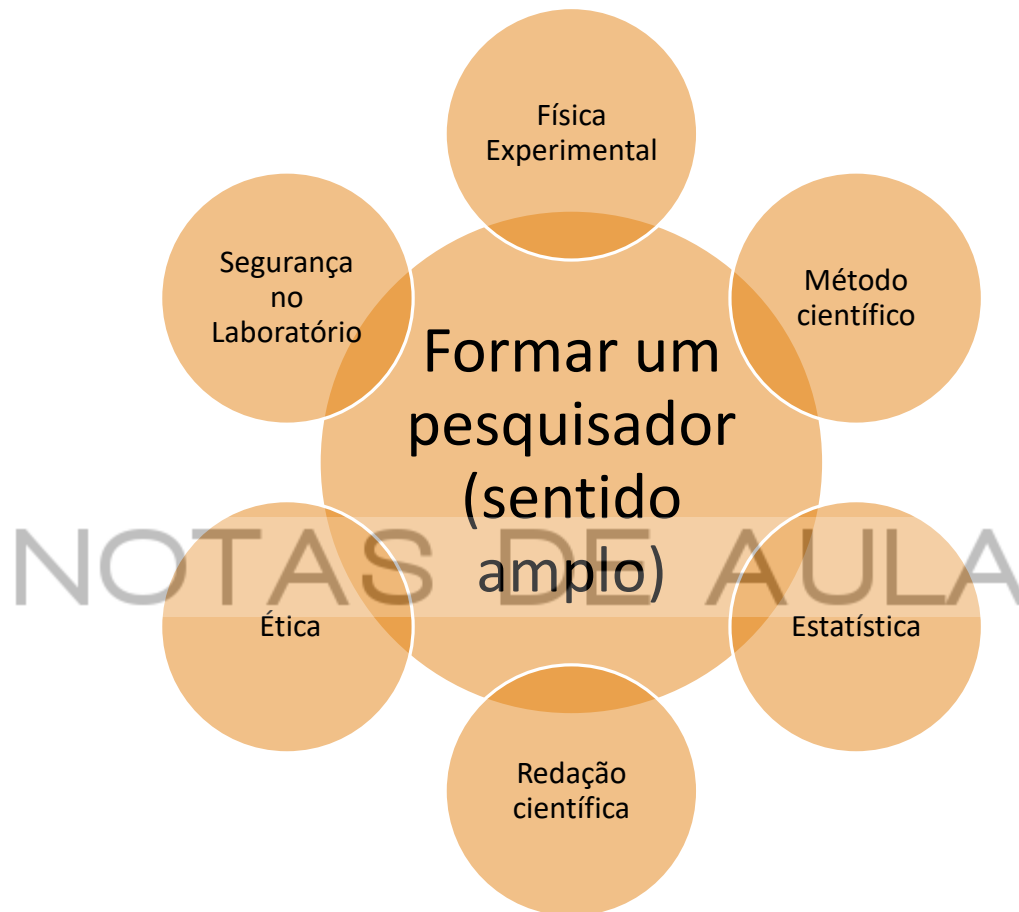 Física
Experimental
Segurança
no
Laboratório
Método
científico
Formar um
pesquisador
(sentido
amplo)
NOTAS DE AULA
Ética
Estatística
Redação
científica